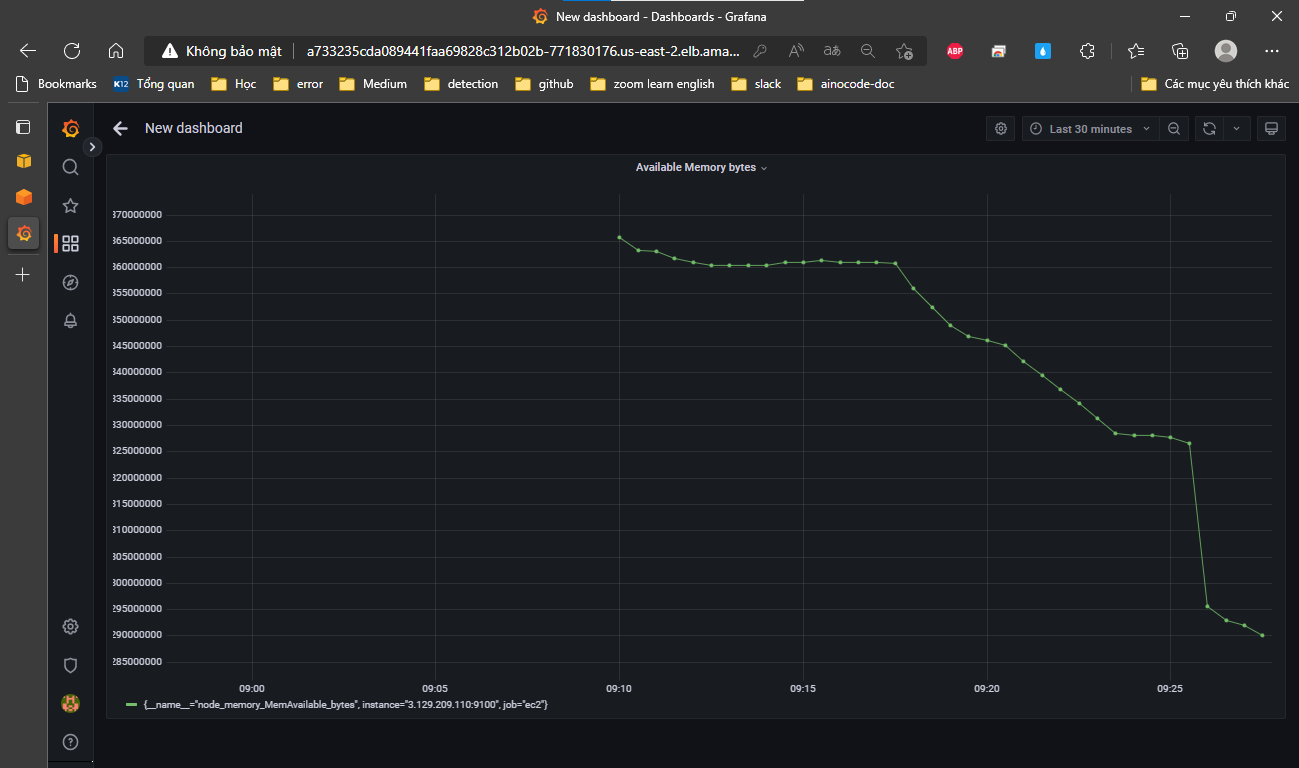 New dashboard - Dashboards - Grafana
Không bảo mật
a733235cda089441faa69828c312b02b-771830176.us-east-2.elb.ama...
A
aあ
ABP
Bookmarks
K12 Tổng quan
Học
error
Medium
detection
github
zoom learn english
slack
ainocode-doc
Các mục yêu thích khác
New dashboard
Last 30 minutes
Available Memory bytes
370000000
365000000
360000000
355000000
350000000
345000000
340000000
335000000
330000000
325000000
320000000
315000000
310000000
305000000
300000000
295000000
290000000
285000000
09:00 09:05 09:10 09:15 09:20 09:25
{__name__="node_memory_MemAvailable_bytes", instance="3.129.209.110:9100", job="ec2"}